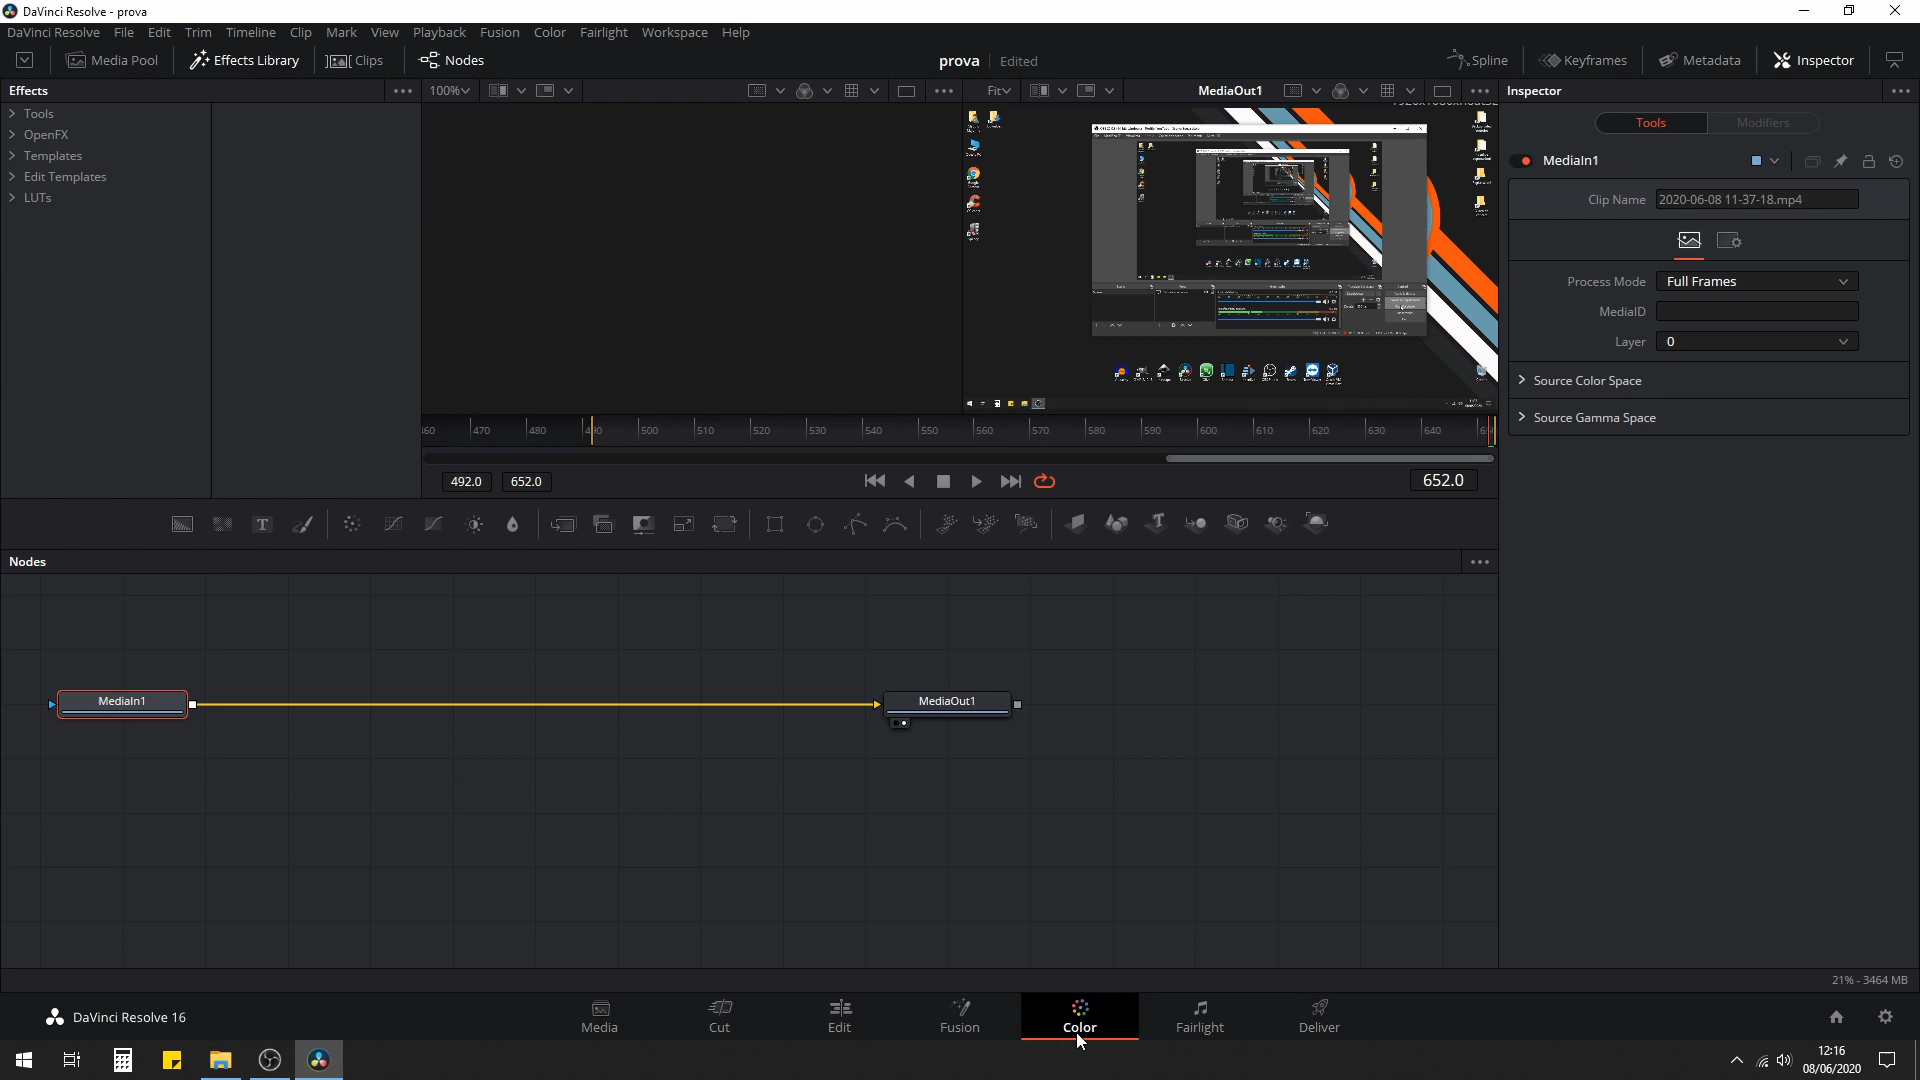 DaVinci Resolve - prova
DaVinci Resolve File Edit Trim Timeline Clip Mark View Playback Fusion Color Fairlight Workspace Help
Media Pool Effects Library Clips Nodes prova Edited Spline Keyframes Metadata Inspector
Effects 100% Fit MediaOut1 Inspector
Tools
OpenFX
Templates
Edit Templates
LUTs
Tools Modifiers
MediaIn1
Clip Name 2020-06-08 11-37-18.mp4
Process Mode Full Frames
MediaID
Layer 0
Source Color Space
Source Gamma Space
470 480 490 500 510 520 530 540 550 560 570 580 590 600 610 620 630 640
492.0 652.0 652.0
T
Nodes
MediaIn1 MediaOut1
21% - 3464 MB
DaVinci Resolve 16 Media Cut Edit Fusion Color Fairlight Deliver
12:16
08/06/2020